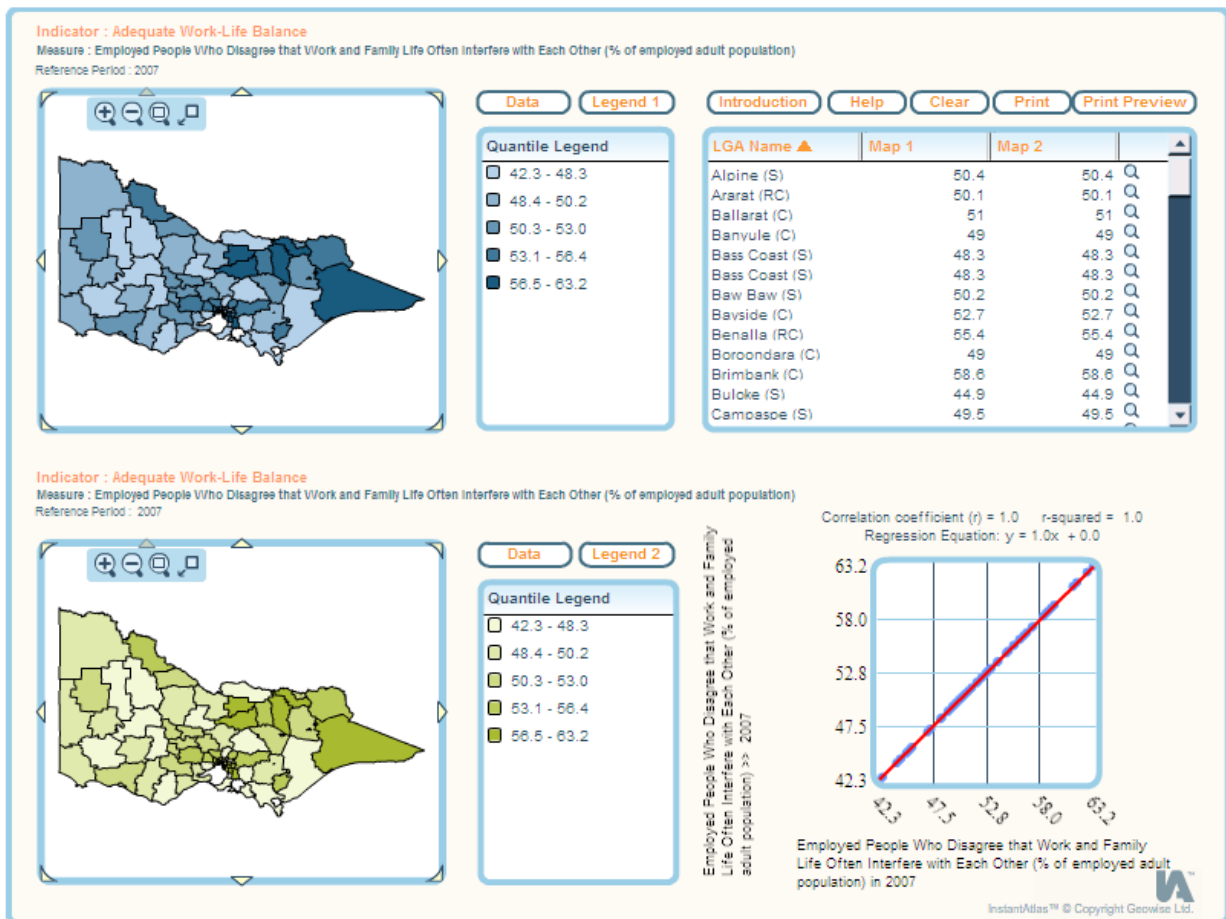 Indicator : Adequate Work-Life Balance
Measure : Employed People Who Disagree that Work and Family Life Often Interfere with Each Other (% of employed adult population)
Reference Period : 2007
Data
Legend 1
Introduction
Help
Clear
Print
Print Preview
Quantile Legend
42.3 - 48.3
48.4 - 50.2
50.3 - 53.0
53.1 - 56.4
56.5 - 63.2
LGA Name Map 1 Map 2
Alpine (S) 50.4 50.4
Ararat (RC) 50.1 50.1
Ballarat (C) 51 51
Banyule (C) 49 49
Bass Coast (S) 48.3 48.3
Bass Coast (S) 48.3 48.3
Baw Baw (S) 50.2 50.2
Bayside (C) 52.7 52.7
Benalla (RC) 55.4 55.4
Boroondara (C) 49 49
Brimbank (C) 58.6 58.6
Buloke (S) 44.9 44.9
Campaspe (S) 49.5 49.5
Indicator : Adequate Work-Life Balance
Measure : Employed People Who Disagree that Work and Family Life Often Interfere with Each Other (% of employed adult population)
Reference Period : 2007
Data
Legend 2
Quantile Legend
42.3 - 48.3
48.4 - 50.2
50.3 - 53.0
53.1 - 56.4
56.5 - 63.2
Employed People Who Disagree that Work and Family
Life Often Interfere with Each Other (% of employed
adult population) >> 2007
Correlation coefficient (r) = 1.0 r-squared = 1.0
Regression Equation: y = 1.0x + 0.0
63.2
58.0
52.8
47.5
42.3
42.3
47.5
52.8
58.0
63.2
Employed People Who Disagree that Work and Family
Life Often Interfere with Each Other (% of employed adult
population) in 2007
IA™
InstantAtlas™ © Copyright Geowise Ltd.